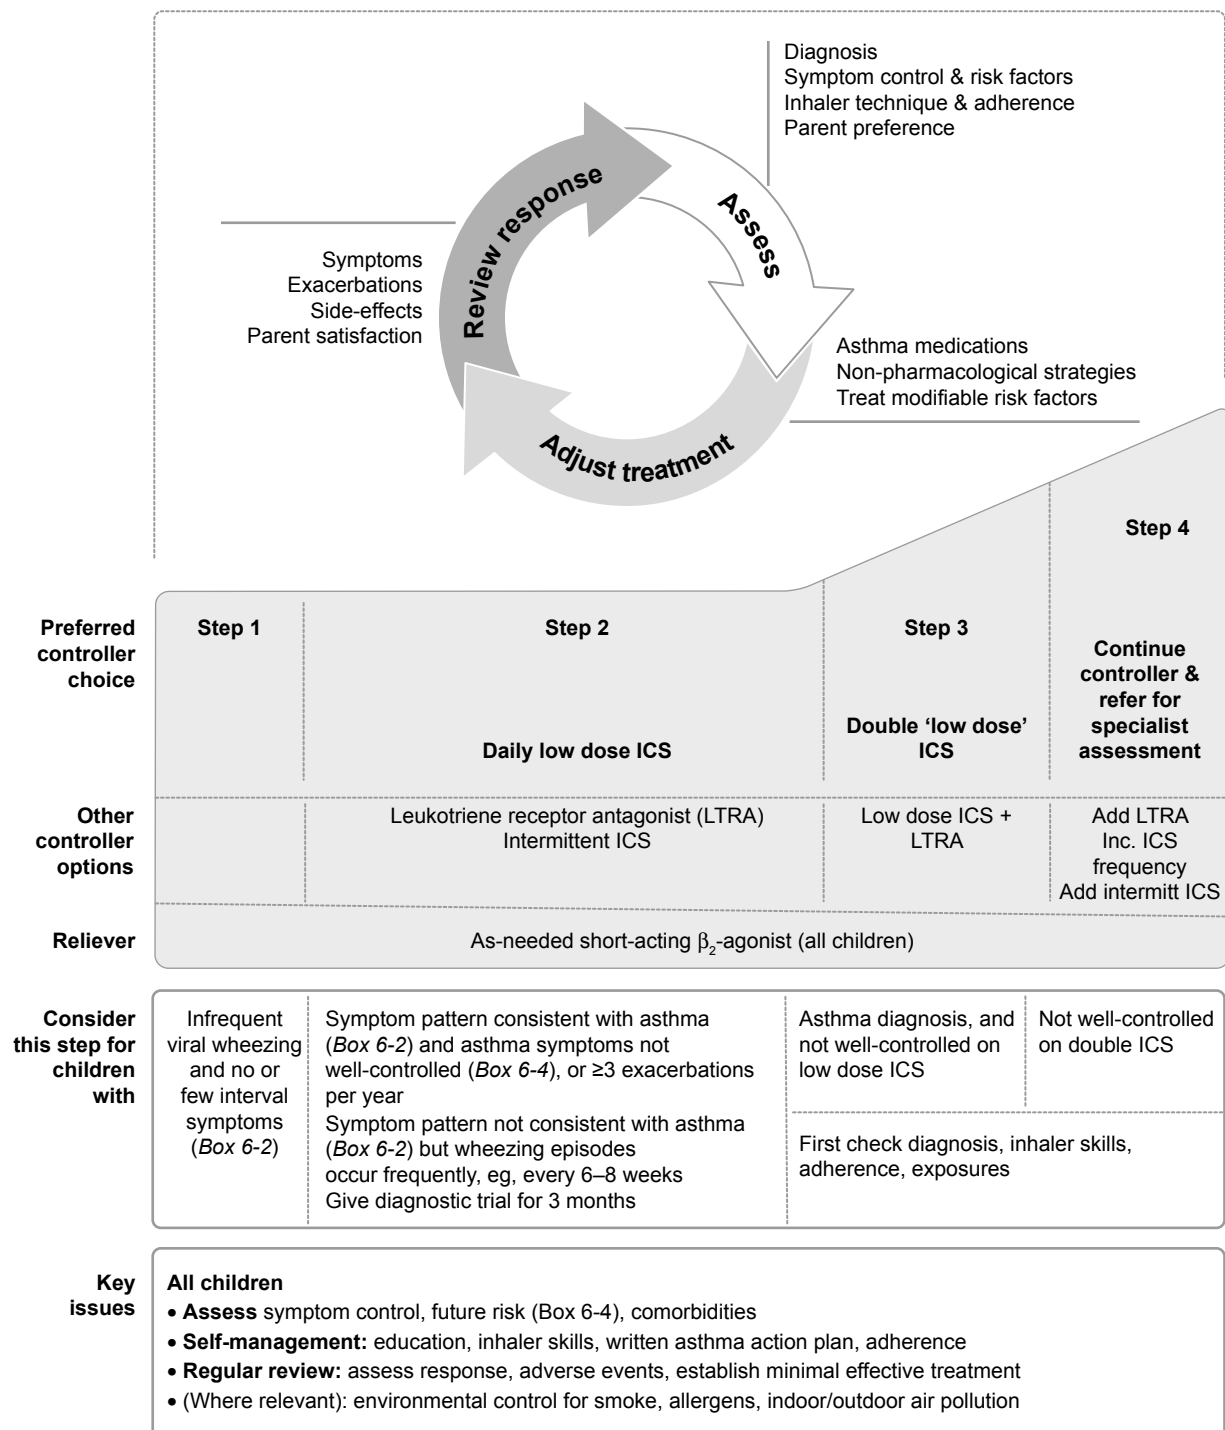 Diagnosis
Symptom control & risk factors
Inhaler technique & adherence
Parent preference
Review response
Assess
Adjust treatment
Symptoms
Exacerbations
Side-effects
Parent satisfaction
Asthma medications
Non-pharmacological strategies
Treat modifiable risk factors
Preferred
controller
choice
Step 1
Step 2
Daily low dose ICS
Step 3
Double ‘low dose’
ICS
Step 4
Continue
controller &
refer for
specialist
assessment
Other
controller
options
Leukotriene receptor antagonist (LTRA)
Intermittent ICS
Low dose ICS +
LTRA
Add LTRA
Inc. ICS
frequency
Add intermitt ICS
Reliever
As-needed short-acting β2-agonist (all children)
Consider
this step for
children
with
Infrequent
viral wheezing
and no or
few interval
symptoms
(Box 6-2)
Symptom pattern consistent with asthma
(Box 6-2) and asthma symptoms not
well-controlled (Box 6-4), or ≥3 exacerbations
per year
Symptom pattern not consistent with asthma
(Box 6-2) but wheezing episodes
occur frequently, eg, every 6–8 weeks
Give diagnostic trial for 3 months
Asthma diagnosis, and
not well-controlled on
low dose ICS
Not well-controlled
on double ICS
First check diagnosis, inhaler skills,
adherence, exposures
Key
issues
All children
• Assess symptom control, future risk (Box 6-4), comorbidities
• Self-management: education, inhaler skills, written asthma action plan, adherence
• Regular review: assess response, adverse events, establish minimal effective treatment
• (Where relevant): environmental control for smoke, allergens, indoor/outdoor air pollution